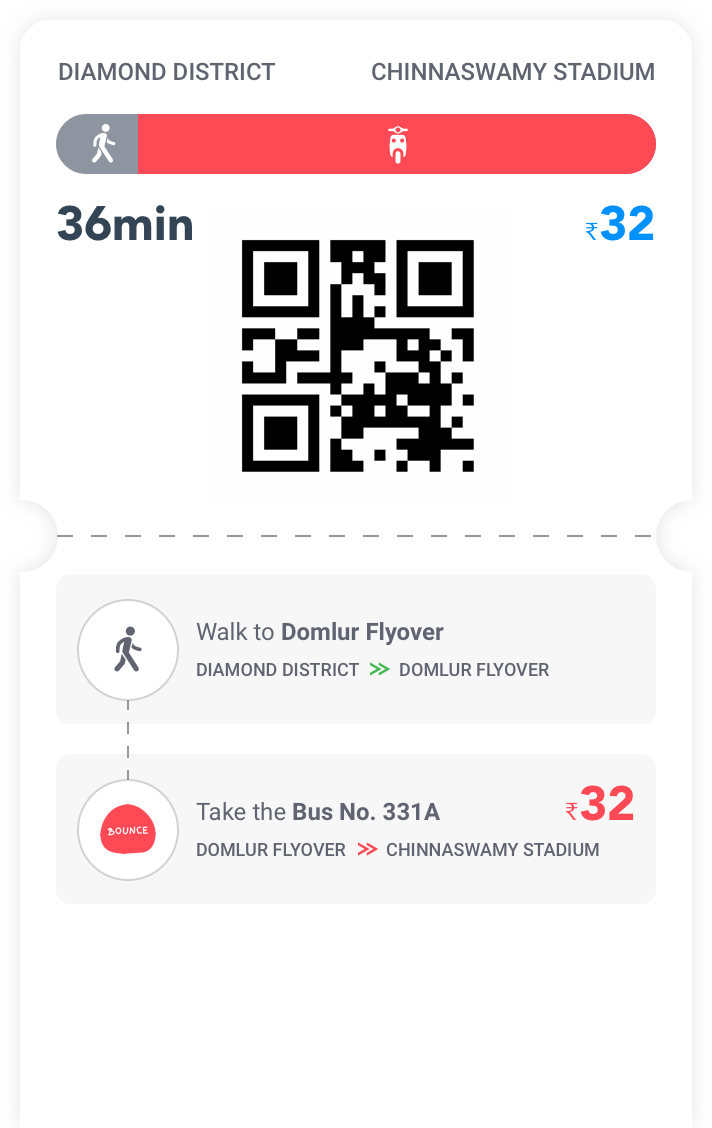 DIAMOND DISTRICT CHINNASWAMY STADIUM
36min ₹32
Walk to Domlur Flyover
DIAMOND DISTRICT >> DOMLUR FLYOVER
Take the Bus No. 331A ₹32
BOUNCE
DOMLUR FLYOVER >> CHINNASWAMY STADIUM